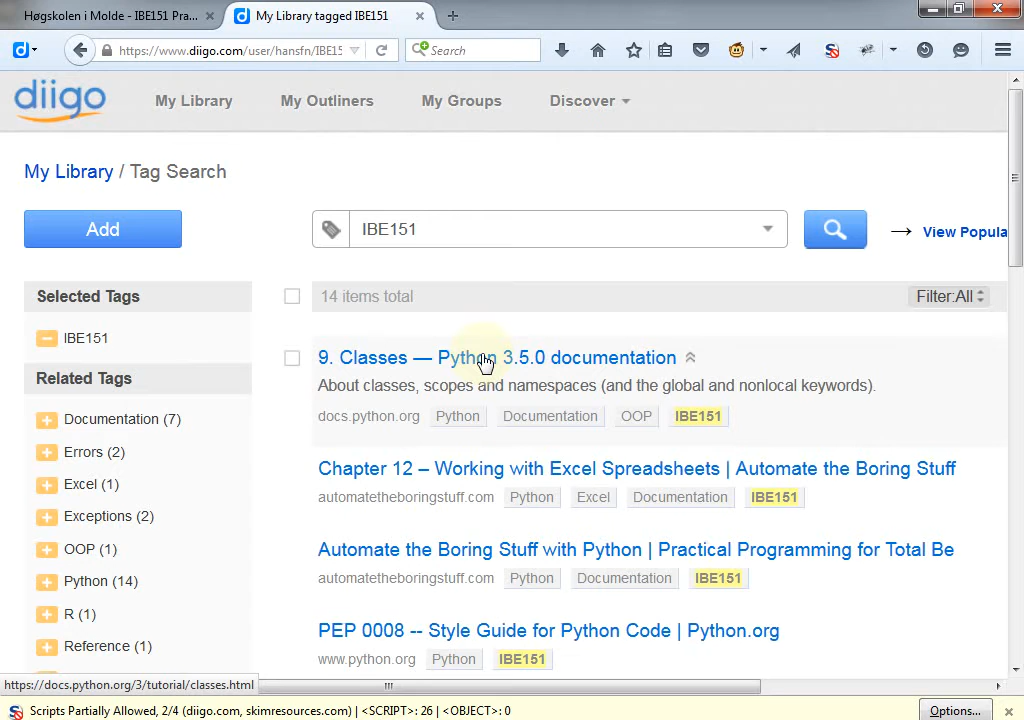 Høgskolen i Molde - IBE151 Pra...
My Library tagged IBE151
https://www.diigo.com/user/hansfn/IBE15
Search
diigo
My Library
My Outliners
My Groups
Discover
My Library / Tag Search
Add
IBE151
→ View Popula
Selected Tags
14 items total
Filter:All
IBE151
9. Classes — Python 3.5.0 documentation
Related Tags
About classes, scopes and namespaces (and the global and nonlocal keywords).
docs.python.org Python Documentation OOP IBE151
Documentation (7)
Errors (2)
Chapter 12 – Working with Excel Spreadsheets | Automate the Boring Stuff
Excel (1)
automatetheboringstuff.com Python Excel Documentation IBE151
Exceptions (2)
OOP (1)
Automate the Boring Stuff with Python | Practical Programming for Total Be
Python (14)
automatetheboringstuff.com Python Documentation IBE151
R (1)
PEP 0008 -- Style Guide for Python Code | Python.org
Reference (1)
www.python.org Python IBE151
https://docs.python.org/3/tutorial/classes.html
Scripts Partially Allowed, 2/4 (diigo.com, skimresources.com) | <SCRIPT>: 26 | <OBJECT>: 0
Options...